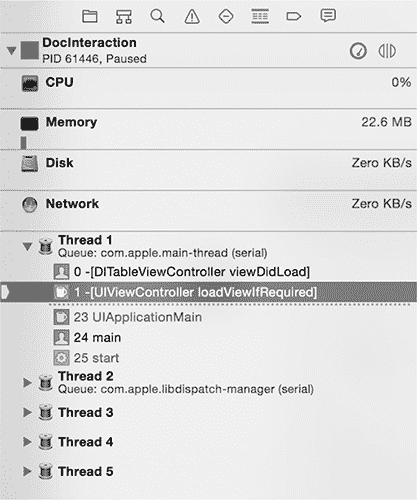 DocInteraction
PID 61446, Paused
CPU 0%
Memory 22.6 MB
Disk Zero KB/s
Network Zero KB/s
Thread 1
Queue: com.apple.main-thread (serial)
0 -[DITableViewController viewDidLoad]
1 -[UIViewController loadViewIfRequired]
23 UIApplicationMain
24 main
25 start
Thread 2
Queue: com.apple.libdispatch-manager (serial)
Thread 3
Thread 4
Thread 5